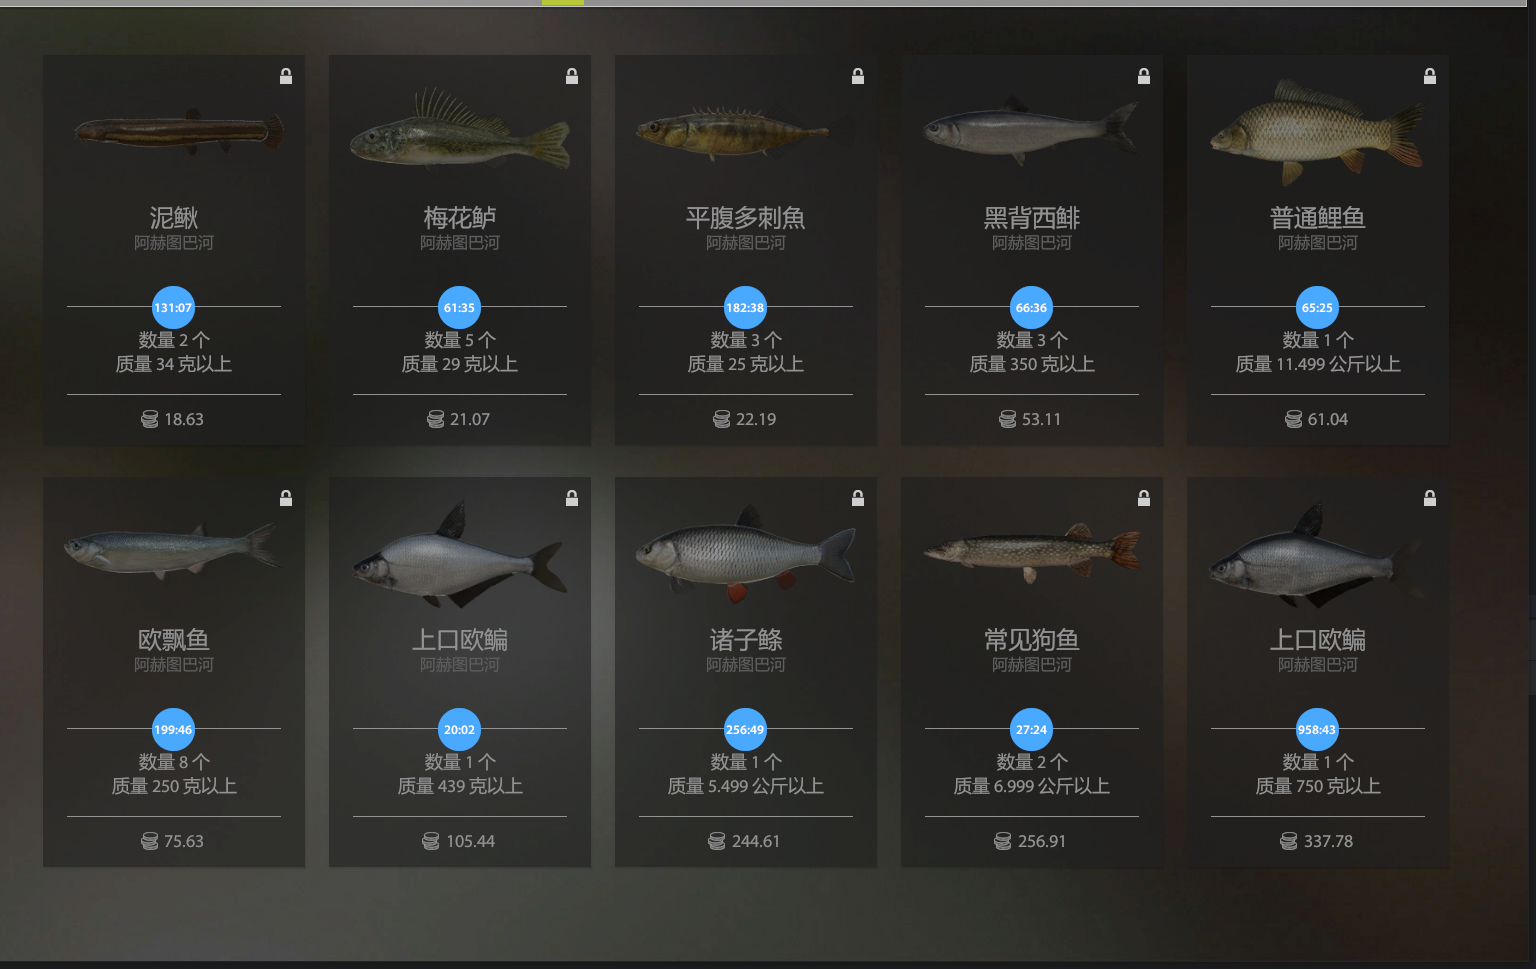 泥鳅
阿赫图巴河
131:07
数量 2 个
质量 34 克以上
18.63
梅花鲈
阿赫图巴河
61:35
数量 5 个
质量 29 克以上
21.07
平腹多刺魚
阿赫图巴河
182:38
数量 3 个
质量 25 克以上
22.19
黑背西鲱
阿赫图巴河
66:36
数量 3 个
质量 350 克以上
53.11
普通鲤鱼
阿赫图巴河
65:25
数量 1 个
质量 11.499 公斤以上
61.04
欧飘鱼
阿赫图巴河
199:46
数量 8 个
质量 250 克以上
75.63
上口欧鳊
阿赫图巴河
20:02
数量 1 个
质量 439 克以上
105.44
诸子鲦
阿赫图巴河
256:49
数量 1 个
质量 5.499 公斤以上
244.61
常见狗鱼
阿赫图巴河
27:24
数量 2 个
质量 6.999 公斤以上
256.91
上口欧鳊
阿赫图巴河
958:43
数量 1 个
质量 750 克以上
337.78